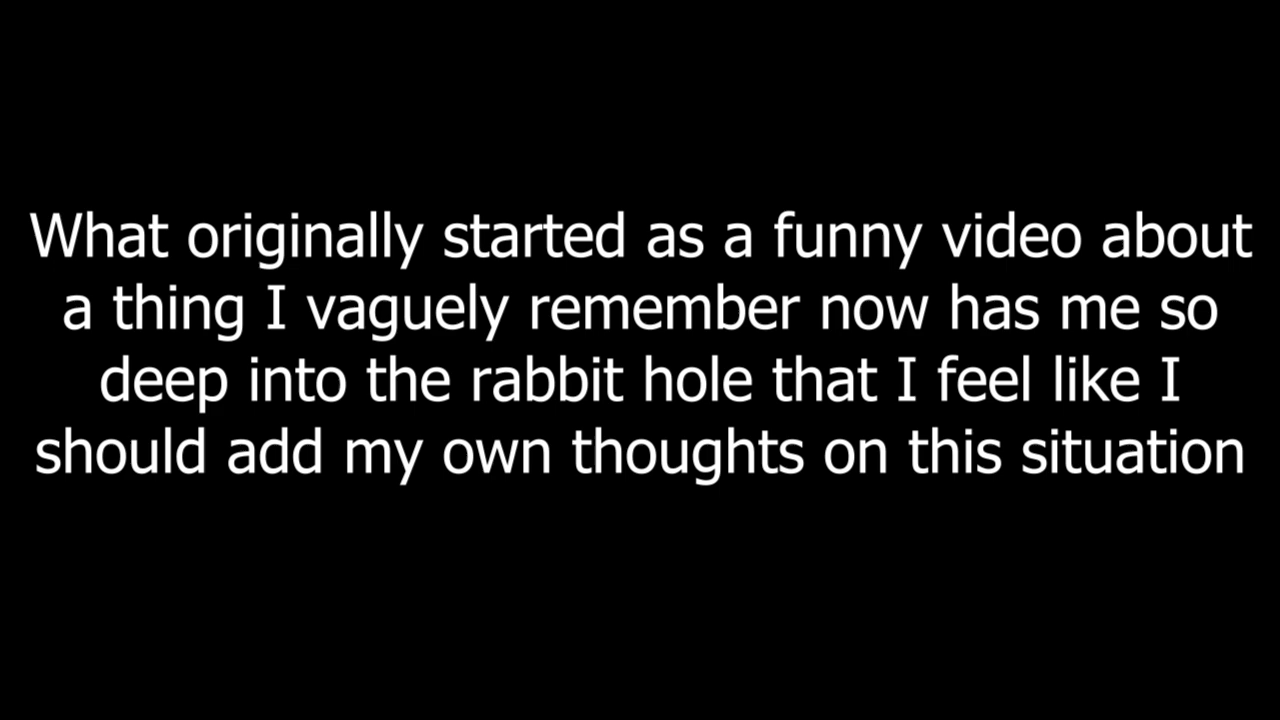 What originally started as a funny video about
a thing I vaguely remember now has me so
deep into the rabbit hole that I feel like I
should add my own thoughts on this situation